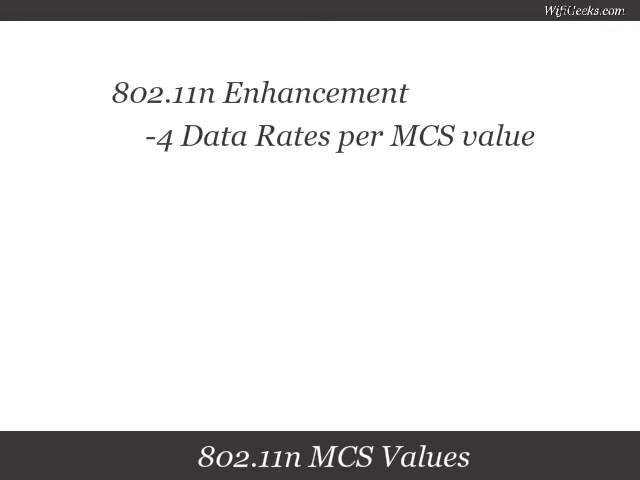 WifiGeeks.com
802.11n Enhancement
-4 Data Rates per MCS value
802.11n MCS Values